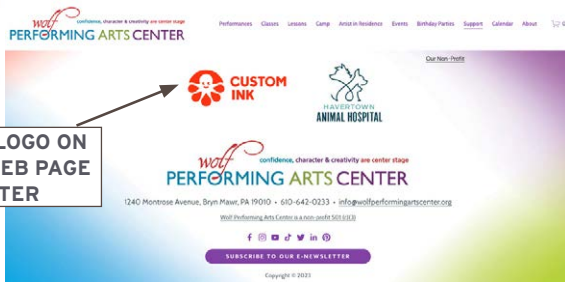 wolf confidence, character & creativity are center stage
PERFORMING ARTS CENTER
Performances Classes Lessons Camp Artist in Residence Events Birthday Parties Support Calendar About
Our Non-Profit
CUSTOM
INK
HAVERTOWN
ANIMAL HOSPITAL
LOGO ON
EB PAGE
TER
wolf confidence, character & creativity are center stage
PERFORMING ARTS CENTER
1240 Montrose Avenue, Bryn Mawr, PA 19010 • 610-642-0233 • info@wolfperformingartscenter.org
Wolf Performing Arts Center is a non-profit 501(c)(3)
SUBSCRIBE TO OUR E-NEWSLETTER
Copyright © 2023